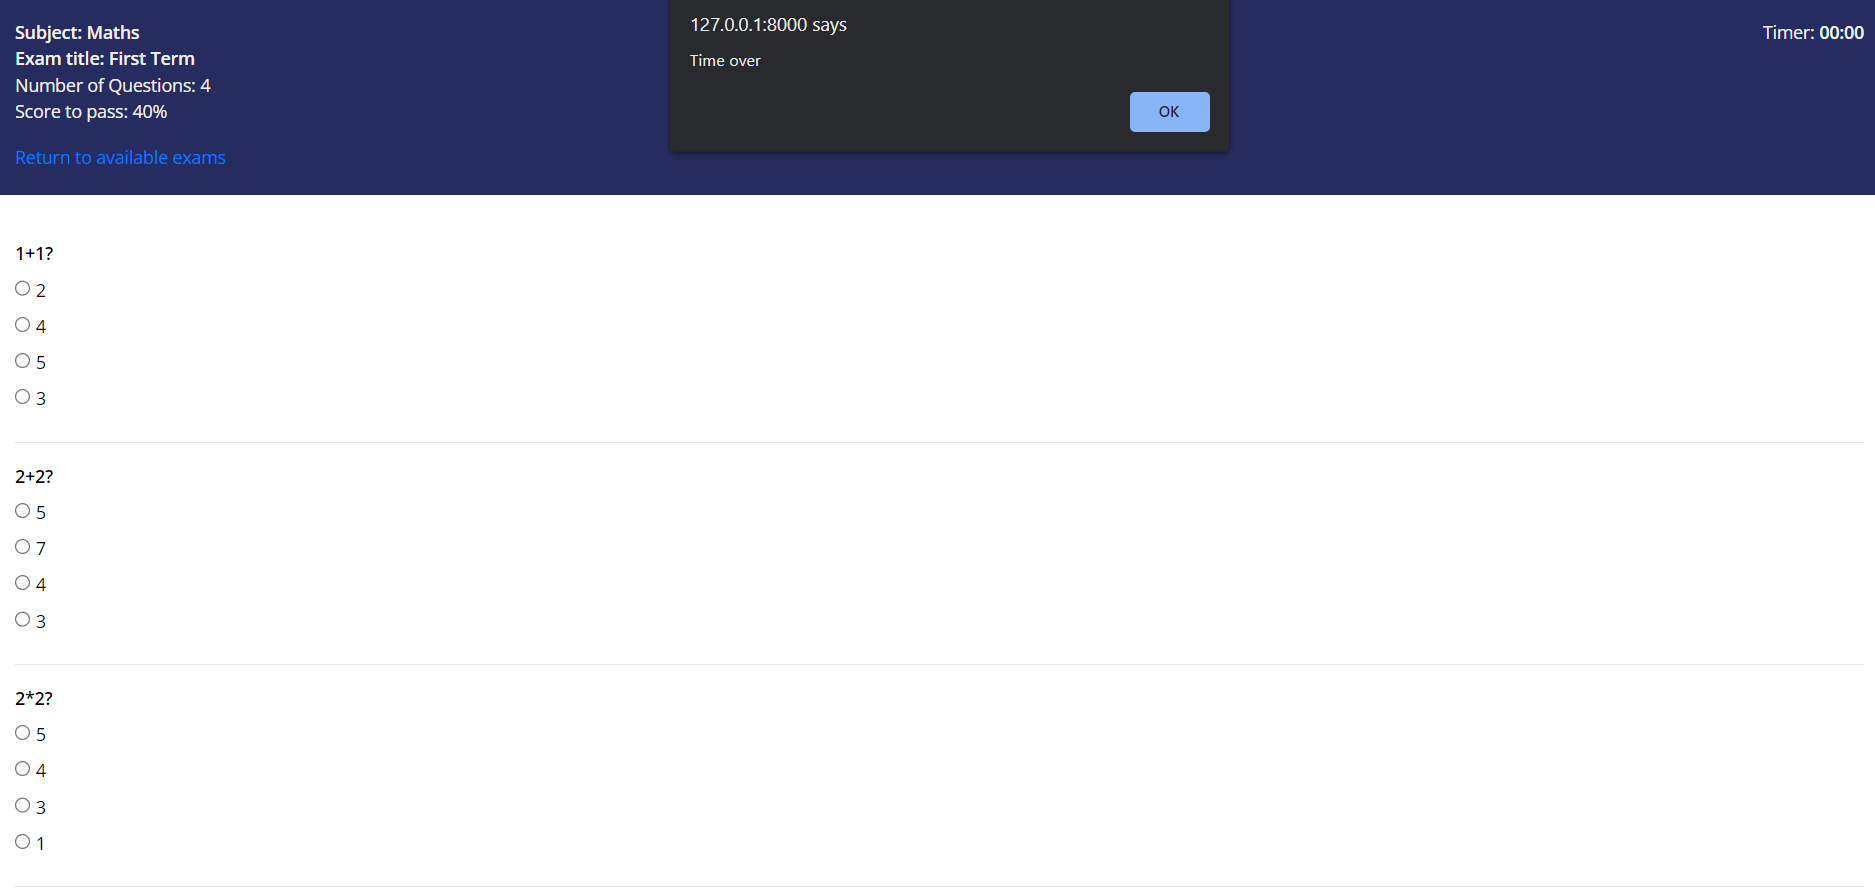 127.0.0.1:8000 says
Time over
OK
Subject: Maths
Timer: 00:00
Exam title: First Term
Number of Questions: 4
Score to pass: 40%
Return to available exams
1+1?
2
4
5
3
2+2?
5
7
4
3
2*2?
5
4
3
1